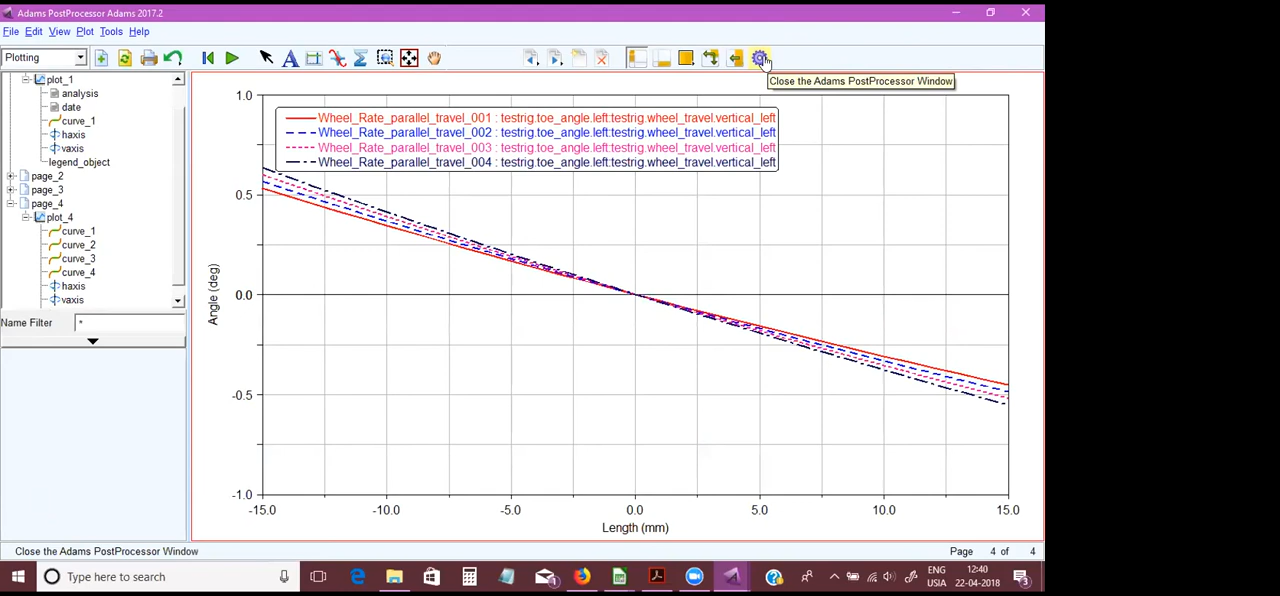 Adams PostProcessor Adams 2017.2
File Edit View Plot Tools Help
Plotting
Close the Adams PostProcessor Window
plot_1
analysis
date
curve_1
haxis
vaxis
legend_object
page_2
page_3
page_4
plot_4
curve_1
curve_2
curve_3
curve_4
haxis
vaxis
Name Filter *
Wheel_Rate_parallel_travel_001 : testrig.toe_angle.left:testrig.wheel_travel.vertical_left
Wheel_Rate_parallel_travel_002 : testrig.toe_angle.left:testrig.wheel_travel.vertical_left
Wheel_Rate_parallel_travel_003 : testrig.toe_angle.left:testrig.wheel_travel.vertical_left
Wheel_Rate_parallel_travel_004 : testrig.toe_angle.left:testrig.wheel_travel.vertical_left
1.0
0.5
0.0
-0.5
-1.0
Angle (deg)
-15.0 -10.0 -5.0 0.0 5.0 10.0 15.0
Length (mm)
Close the Adams PostProcessor Window
Page 4 of 4
Type here to search
ENG 12:40
USIA 22-04-2018
3